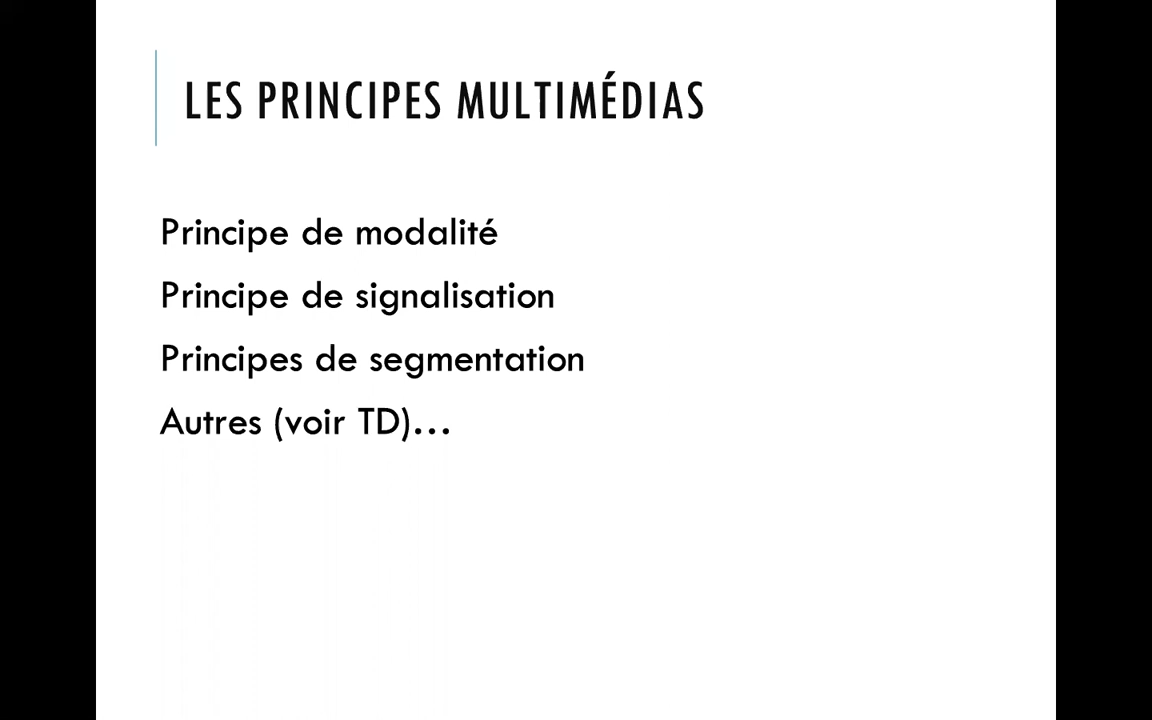 LES PRINCIPES MULTIMÉDIAS
Principe de modalité
Principe de signalisation
Principes de segmentation
Autres (voir TD)…